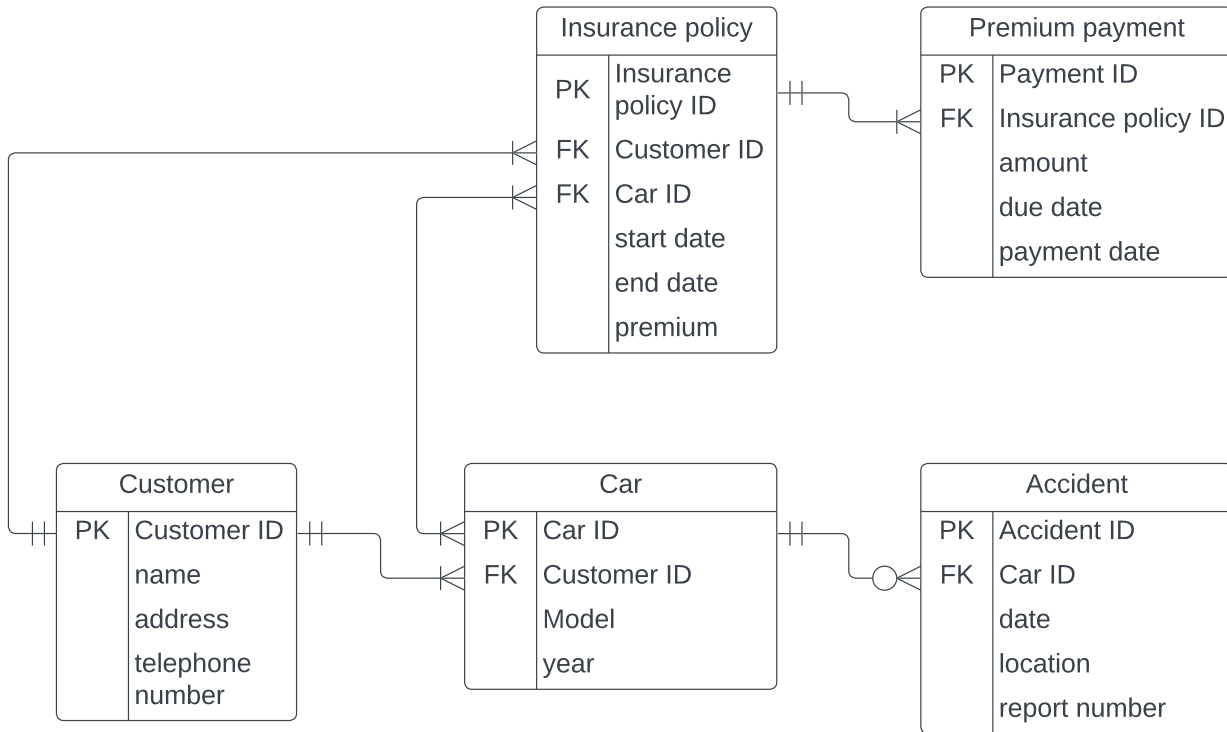 Insurance policy
PK
Insurance
policy ID
FK Customer ID
FK Car ID
start date
end date
premium
Premium payment
PK Payment ID
FK Insurance policy ID
amount
due date
payment date
Customer
PK Customer ID
name
address
telephone
number
Car
PK Car ID
FK Customer ID
Model
year
Accident
PK Accident ID
FK Car ID
date
location
report number